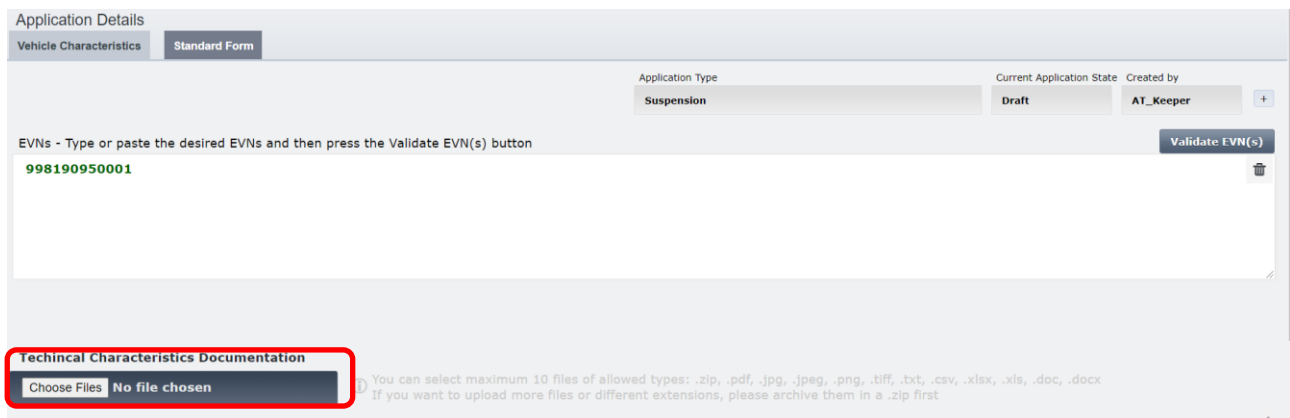 Application Details
Vehicle Characteristics Standard Form
Application Type Current Application State Created by
Suspension Draft AT_Keeper +
EVNs - Type or paste the desired EVNs and then press the Validate EVN(s) button Validate EVN(s)
998190950001
Techincal Characteristics Documentation
Choose Files No file chosen
You can select maximum 10 files of allowed types: .zip, .pdf, .jpg, .jpeg, .png, .tiff, .txt, .csv, .xlsx, .xls, .doc, .docx
If you want to upload more files or different extensions, please archive them in a .zip first